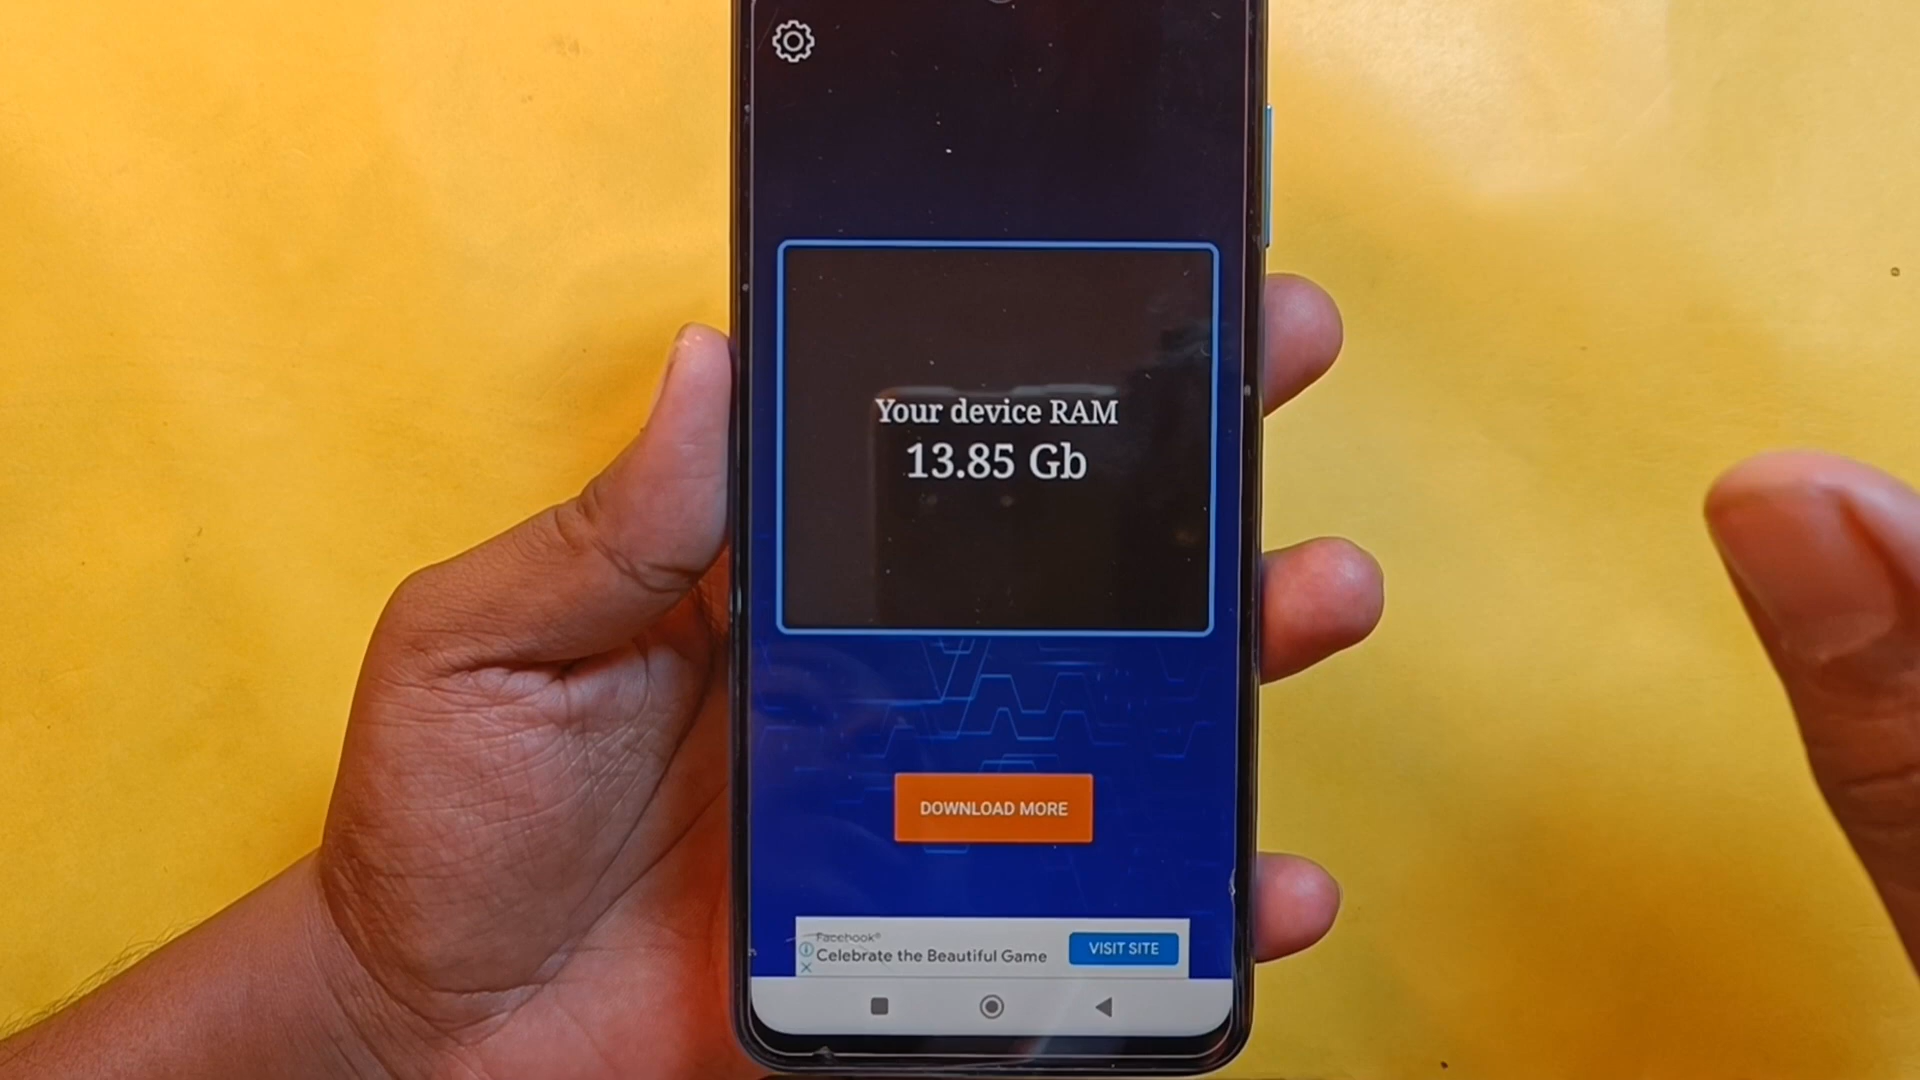 Your device RAM
13.85 Gb
DOWNLOAD MORE
Facebook®
Celebrate the Beautiful Game
VISIT SITE